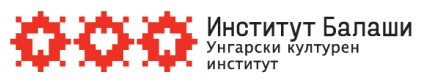 Институт Балаши
Унгарски културен
институт